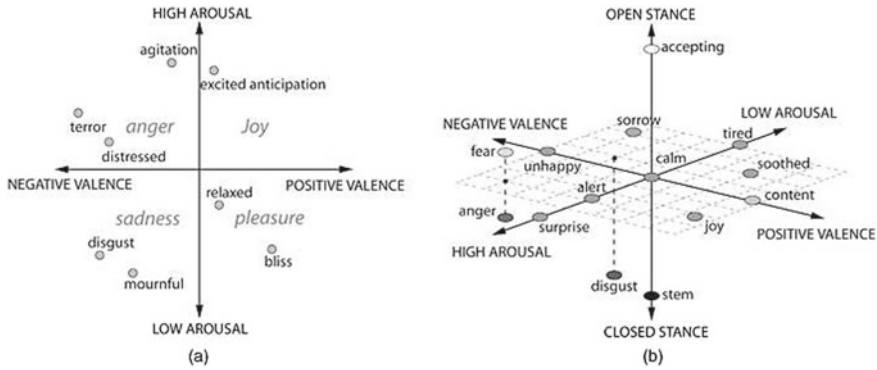 HIGH AROUSAL
agitation
excited anticipation
terror
anger
Joy
distressed
NEGATIVE VALENCE
POSITIVE VALENCE
relaxed
sadness
pleasure
disgust
bliss
mournful
LOW AROUSAL
(a)
OPEN STANCE
accepting
LOW AROUSAL
sorrow
tired
NEGATIVE VALENCE
fear
unhappy
calm
soothed
alert
content
anger
surprise
joy
POSITIVE VALENCE
HIGH AROUSAL
disgust
stem
CLOSED STANCE
(b)